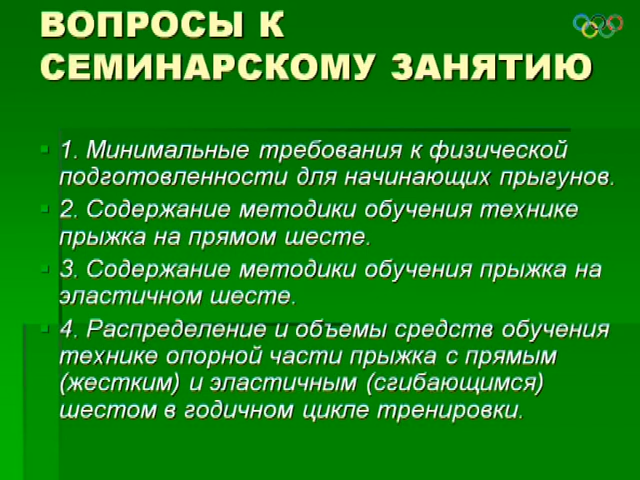 ВОПРОСЫ К
СЕМИНАРСКОМУ ЗАНЯТИЮ
1. Минимальные требования к физической
подготовленности для начинающих прыгунов.
2. Содержание методики обучения технике
прыжка на прямом шесте.
3. Содержание методики обучения прыжка на
эластичном шесте.
4. Распределение и объемы средств обучения
технике опорной части прыжка с прямым
(жестким) и эластичным (сгибающимся)
шестом в годичном цикле тренировки.